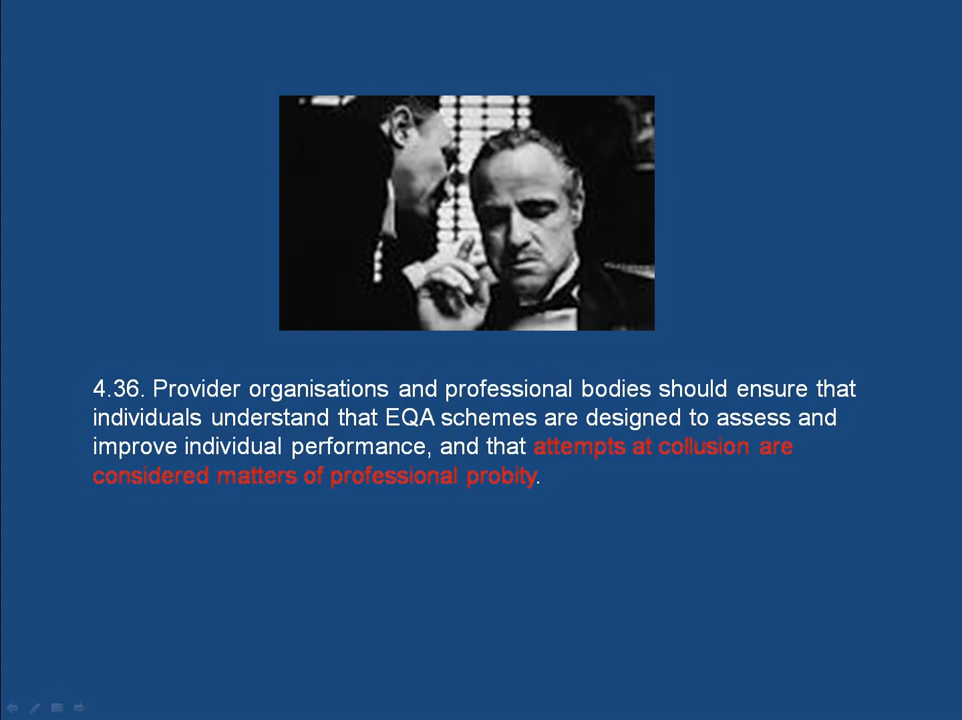 4.36. Provider organisations and professional bodies should ensure that
individuals understand that EQA schemes are designed to assess and
improve individual performance, and that attempts at collusion are
considered matters of professional probity.